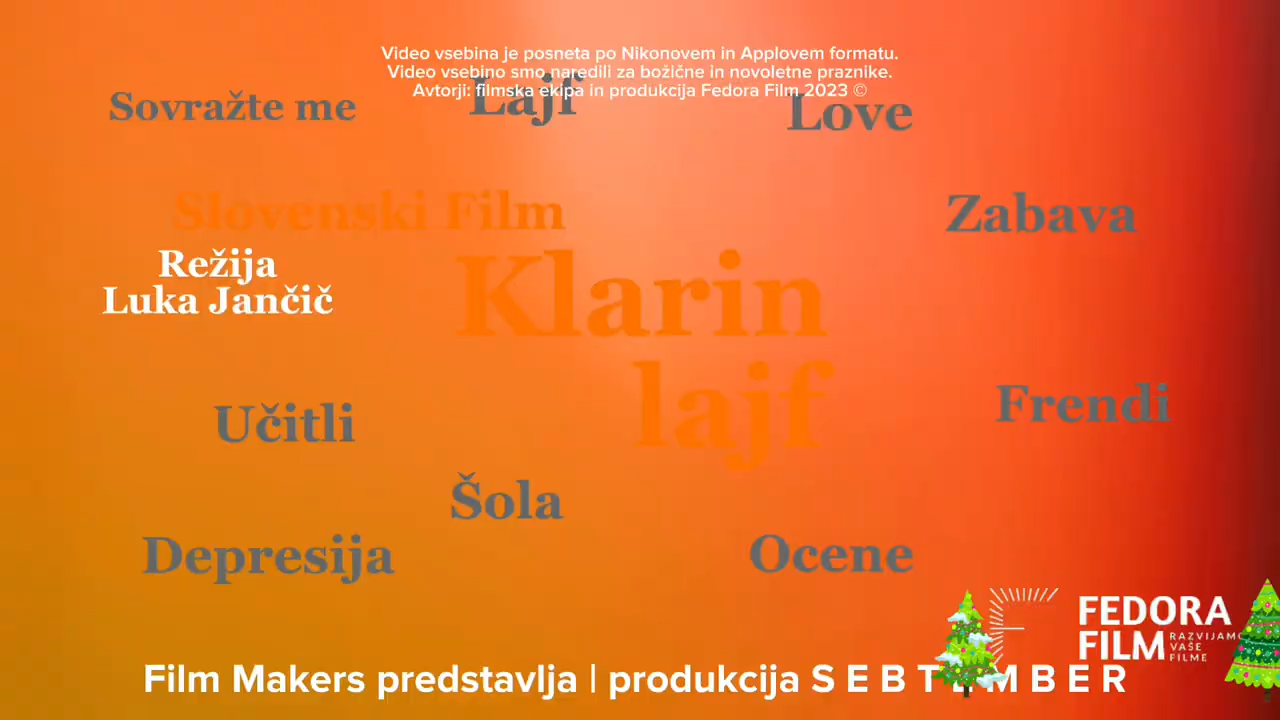 Video vsebina je posneta po Nikonovem in Applovem formatu.
Video vsebino smo naredili za božične in novoletne praznike.
Avtorji: filmska ekipa in produkcija Fedora Film 2023 ©
Sovražte me
Lajf
Love
Slovenski Film
Zabava
Režija
Luka Jančič
Klarin
lajf
Učitli
Frendi
Šola
Depresija
Ocene
FEDORA
FILM
RAZVIJAMO
VAŠE
FILME
Film Makers predstavlja | produkcija S E B T E M B E R